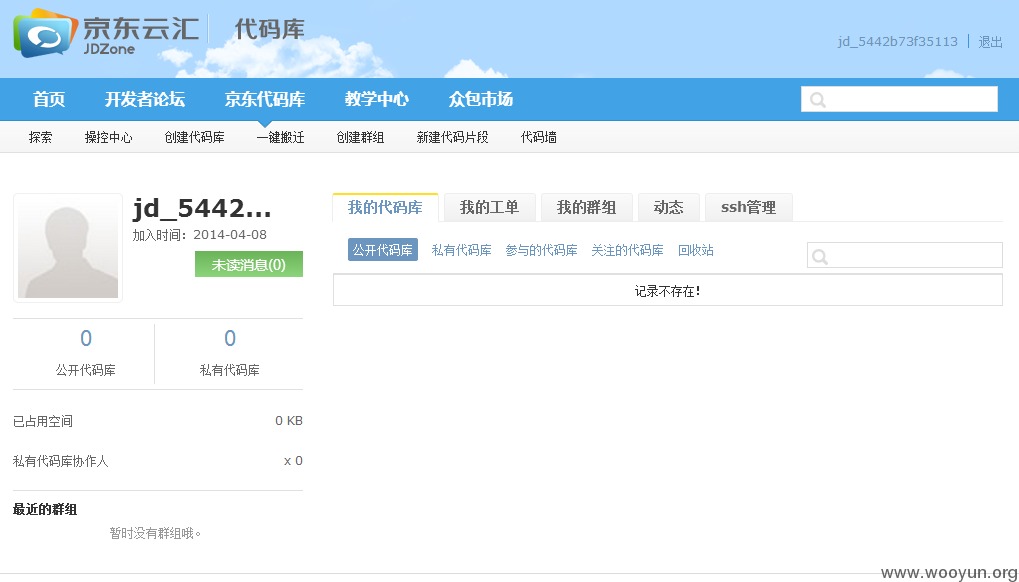 京东云汇 代码库
JDZone
jd_5442b73f35113 退出
首页 开发者论坛 京东代码库 教学中心 众包市场
探索 操控中心 创建代码库 一键搬迁 创建群组 新建代码片段 代码墙
jd_5442...
加入时间：2014-04-08
未读消息(0)
0 0
公开代码库 私有代码库
已占用空间 0 KB
私有代码库协作人 x 0
最近的群组
暂时没有群组哦。
我的代码库 我的工单 我的群组 动态 ssh管理
公开代码库 私有代码库 参与的代码库 关注的代码库 回收站
记录不存在！
www.wooyun.org